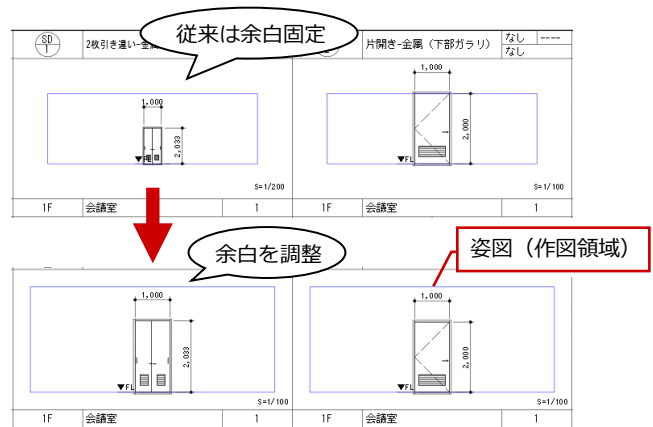 従来は余白固定
SD
1
2枚引き違い-金
片開き-金属（下部ガラリ）
なし
----
なし
1,000
2,033
▼FL
S=1/200
1,000
2,000
▼FL
S=1/100
1F
会議室
1
1F
会議室
1
余白を調整
姿図（作図領域）
1,000
2,033
▼FL
S=1/100
1,000
2,000
▼FL
S=1/100
1F
会議室
1
1F
会議室
1